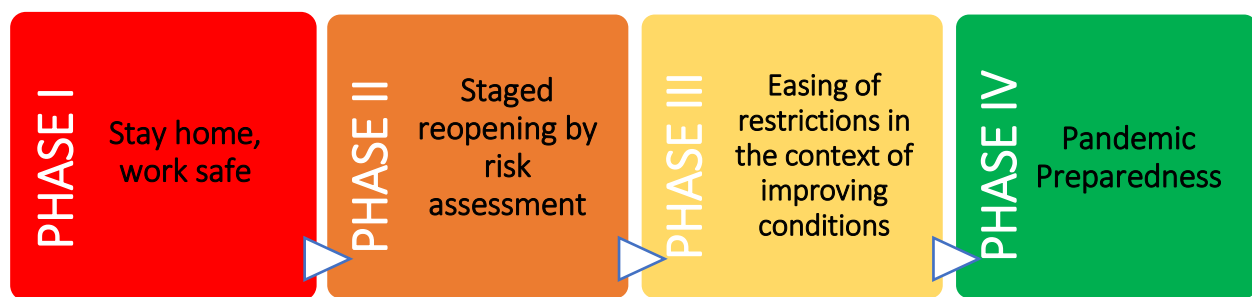 PHASE I
Stay home,
work safe
PHASE II
Staged
reopening by
risk
assessment
PHASE III
Easing of
restrictions in
the context of
improving
conditions
PHASE IV
Pandemic
Preparedness